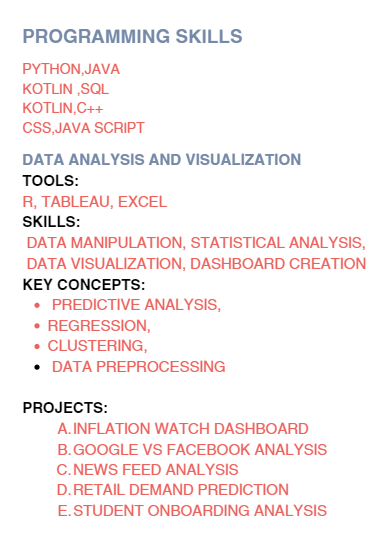 PROGRAMMING SKILLS
PYTHON,JAVA
KOTLIN ,SQL
KOTLIN,C++
CSS,JAVA SCRIPT
DATA ANALYSIS AND VISUALIZATION
TOOLS:
R, TABLEAU, EXCEL
SKILLS:
DATA MANIPULATION, STATISTICAL ANALYSIS,
DATA VISUALIZATION, DASHBOARD CREATION
KEY CONCEPTS:
• PREDICTIVE ANALYSIS,
• REGRESSION,
• CLUSTERING,
• DATA PREPROCESSING
PROJECTS:
A. INFLATION WATCH DASHBOARD
B. GOOGLE VS FACEBOOK ANALYSIS
C. NEWS FEED ANALYSIS
D. RETAIL DEMAND PREDICTION
E. STUDENT ONBOARDING ANALYSIS